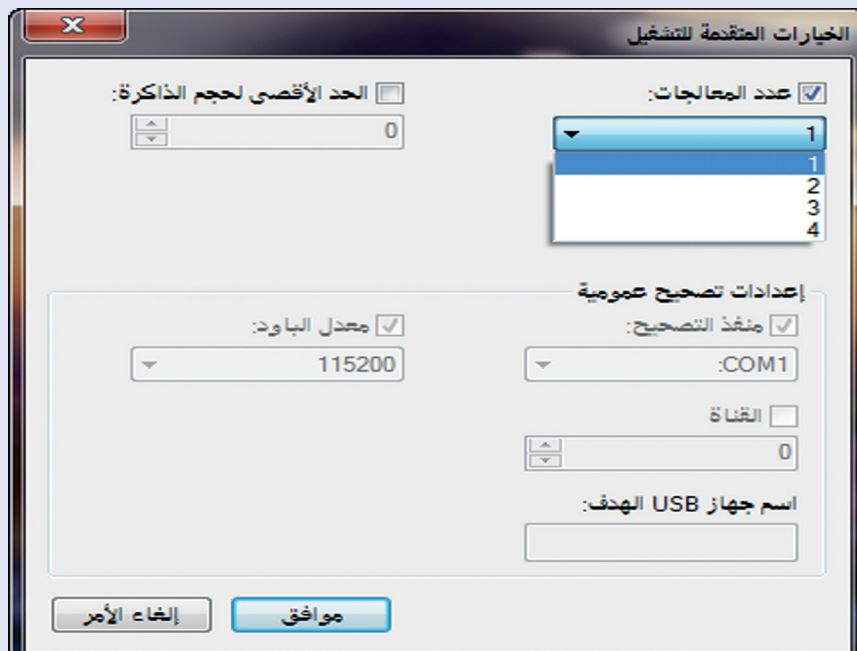 الخيارات المتقدمة للتشغيل
عدد المعالجات:
الحد الأقصى لحجم الذاكرة:
1
0
1
2
3
4
إعدادات تصحيح عمومية
منفذ التصحيح:
معدل الباود:
COM1:
115200
القناة
0
اسم جهاز USB الهدف:
موافق
إلغاء الأمر